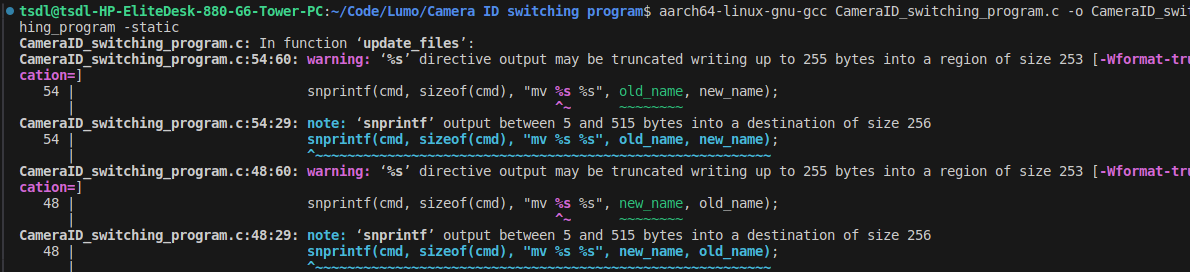 tsdl@tsdl-HP-EliteDesk-880-G6-Tower-PC:~/Code/Lumo/Camera ID switching program$ aarch64-linux-gnu-gcc CameraID_switching_program.c -o CameraID_swit
hing_program -static
CameraID_switching_program.c: In function ‘update_files’:
CameraID_switching_program.c:54:60: warning: ‘%s’ directive output may be truncated writing up to 255 bytes into a region of size 253 [-Wformat-tru
cation=]
54 | snprintf(cmd, sizeof(cmd), "mv %s %s", old_name, new_name);
| ^~ ~~~~~~~~
CameraID_switching_program.c:54:29: note: ‘snprintf’ output between 5 and 515 bytes into a destination of size 256
54 | snprintf(cmd, sizeof(cmd), "mv %s %s", old_name, new_name);
| ^~~~~~~~~~~~~~~~~~~~~~~~~~~~~~~~~~~~~~~~~~~~~~~~~~~~~~~~~~
CameraID_switching_program.c:48:60: warning: ‘%s’ directive output may be truncated writing up to 255 bytes into a region of size 253 [-Wformat-tru
cation=]
48 | snprintf(cmd, sizeof(cmd), "mv %s %s", new_name, old_name);
| ^~ ~~~~~~~~
CameraID_switching_program.c:48:29: note: ‘snprintf’ output between 5 and 515 bytes into a destination of size 256
48 | snprintf(cmd, sizeof(cmd), "mv %s %s", new_name, old_name);
| ^~~~~~~~~~~~~~~~~~~~~~~~~~~~~~~~~~~~~~~~~~~~~~~~~~~~~~~~~~